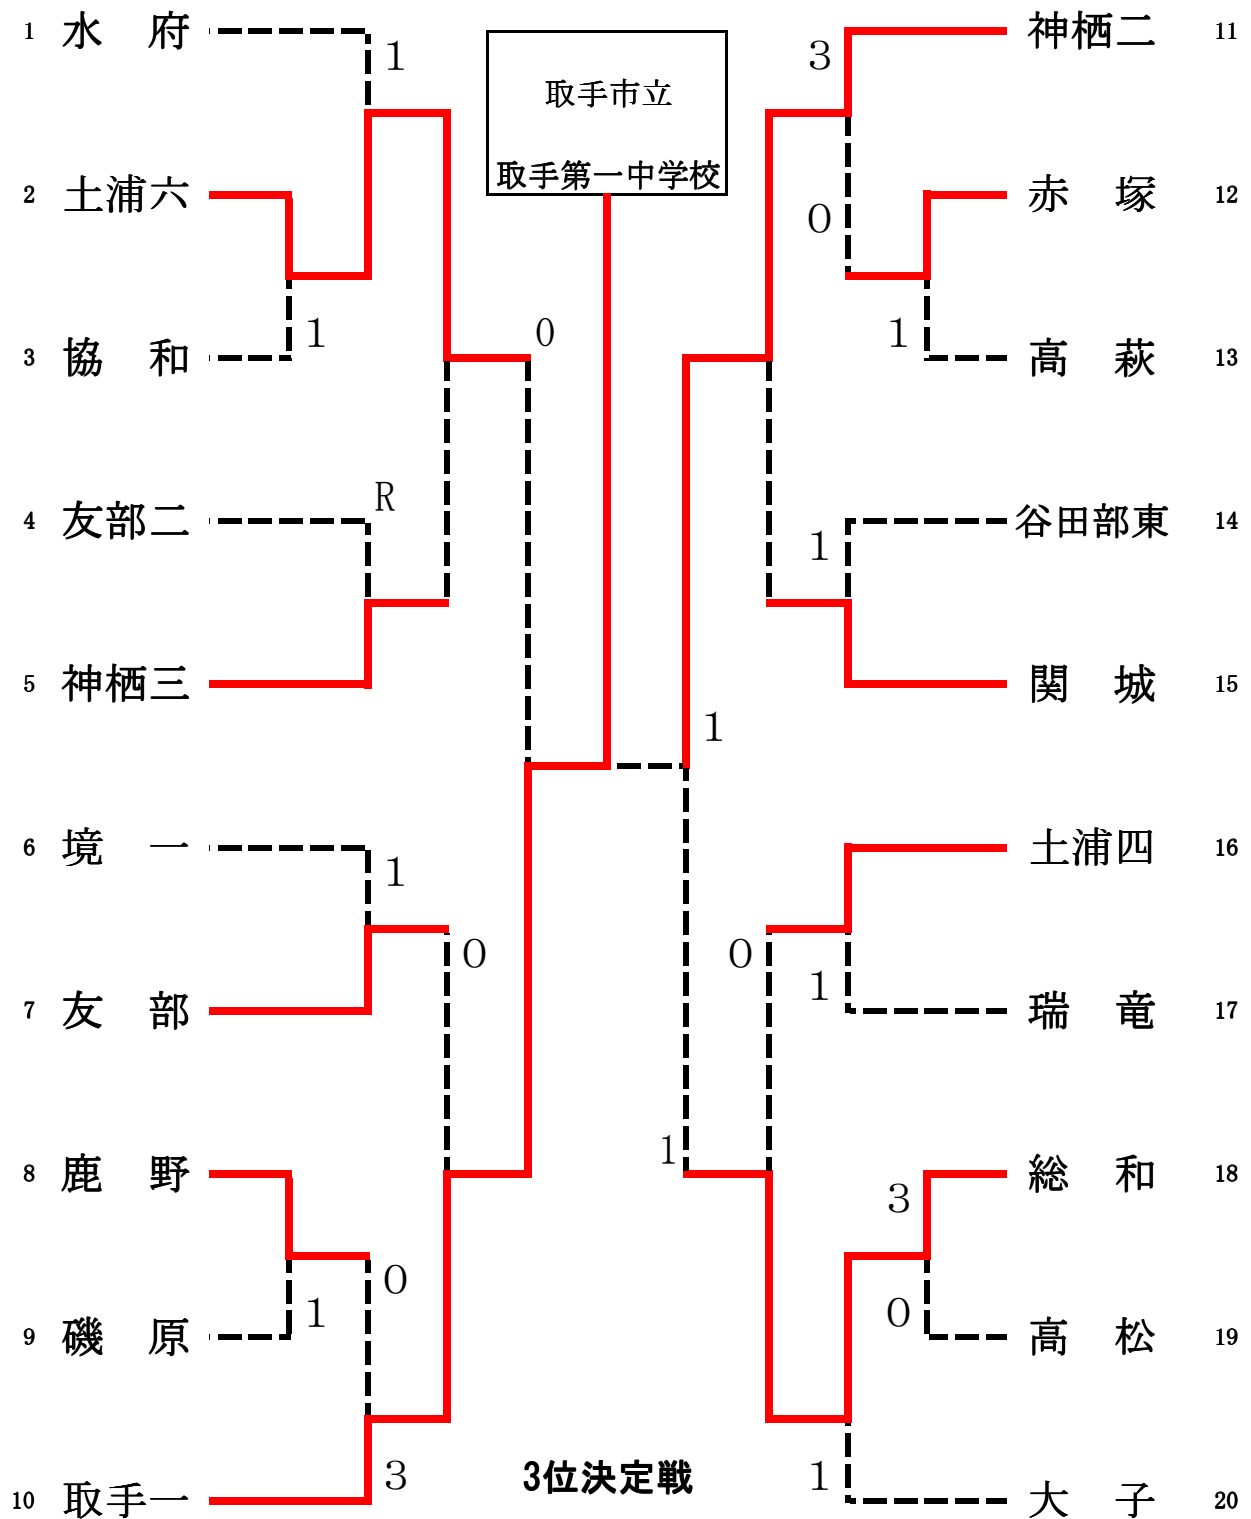 1 水 府
1
2 土浦六
1
3 協 和
R
4 友部二
5 神栖三
0
6 境 一
1
7 友 部
0
8 鹿 野
0
1
9 磯 原
3
10 取手一
取手市立
取手第一中学校
3位決定戦
神栖二 11
3
赤 塚 12
0
1
高 萩 13
谷田部東 14
1
関 城 15
1
土浦四 16
0
1
瑞 竜 17
1
総 和 18
3
0
高 松 19
1
大 子 20